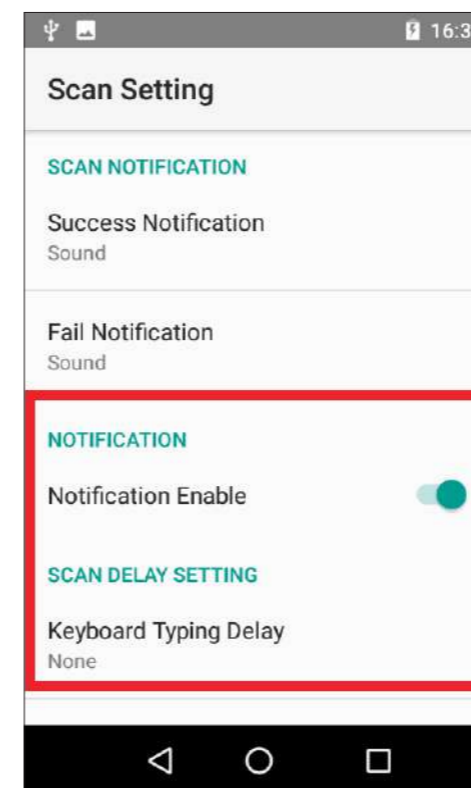 16:3
Scan Setting
SCAN NOTIFICATION
Success Notification
Sound
Fail Notification
Sound
NOTIFICATION
Notification Enable
SCAN DELAY SETTING
Keyboard Typing Delay
None